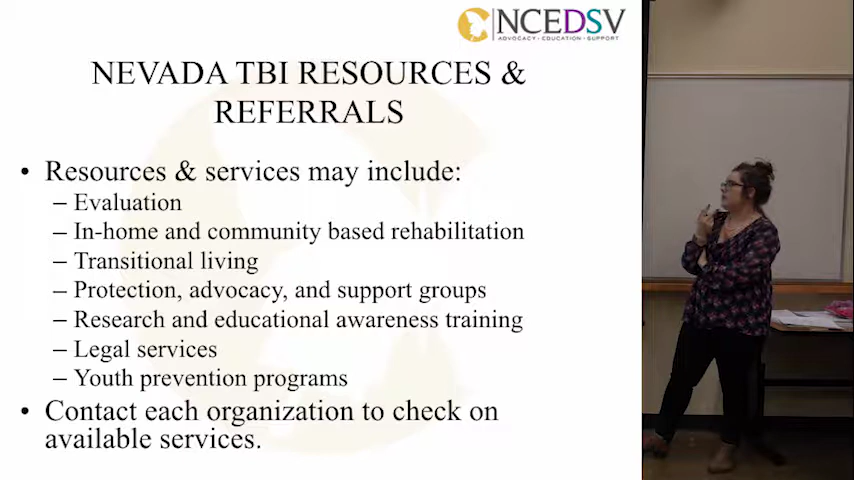 NCEDSV
ADVOCACY • EDUCATION • SUPPORT
NEVADA TBI RESOURCES &
REFERRALS
• Resources & services may include:
– Evaluation
– In-home and community based rehabilitation
– Transitional living
– Protection, advocacy, and support groups
– Research and educational awareness training
– Legal services
– Youth prevention programs
• Contact each organization to check on
available services.